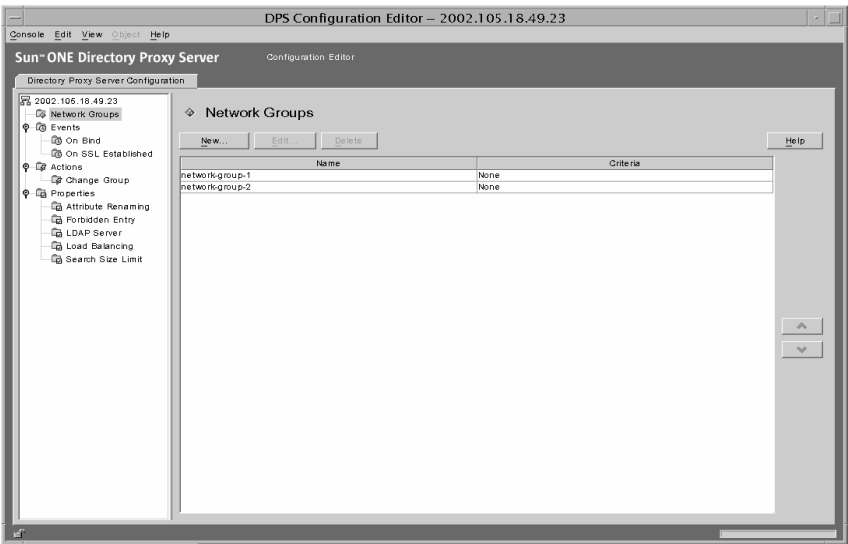 DPS Configuration Editor – 2002.105.18.49.23
Console Edit View Object Help
Sun™ ONE Directory Proxy Server Configuration Editor
Directory Proxy Server Configuration
2002.105.18.49.23
Network Groups
Events
On Bind
On SSL Established
Actions
Change Group
Properties
Attribute Renaming
Forbidden Entry
LDAP Server
Load Balancing
Search Size Limit
Network Groups
New... Edit... Delete Help
Name Criteria
network-group-1 None
network-group-2 None